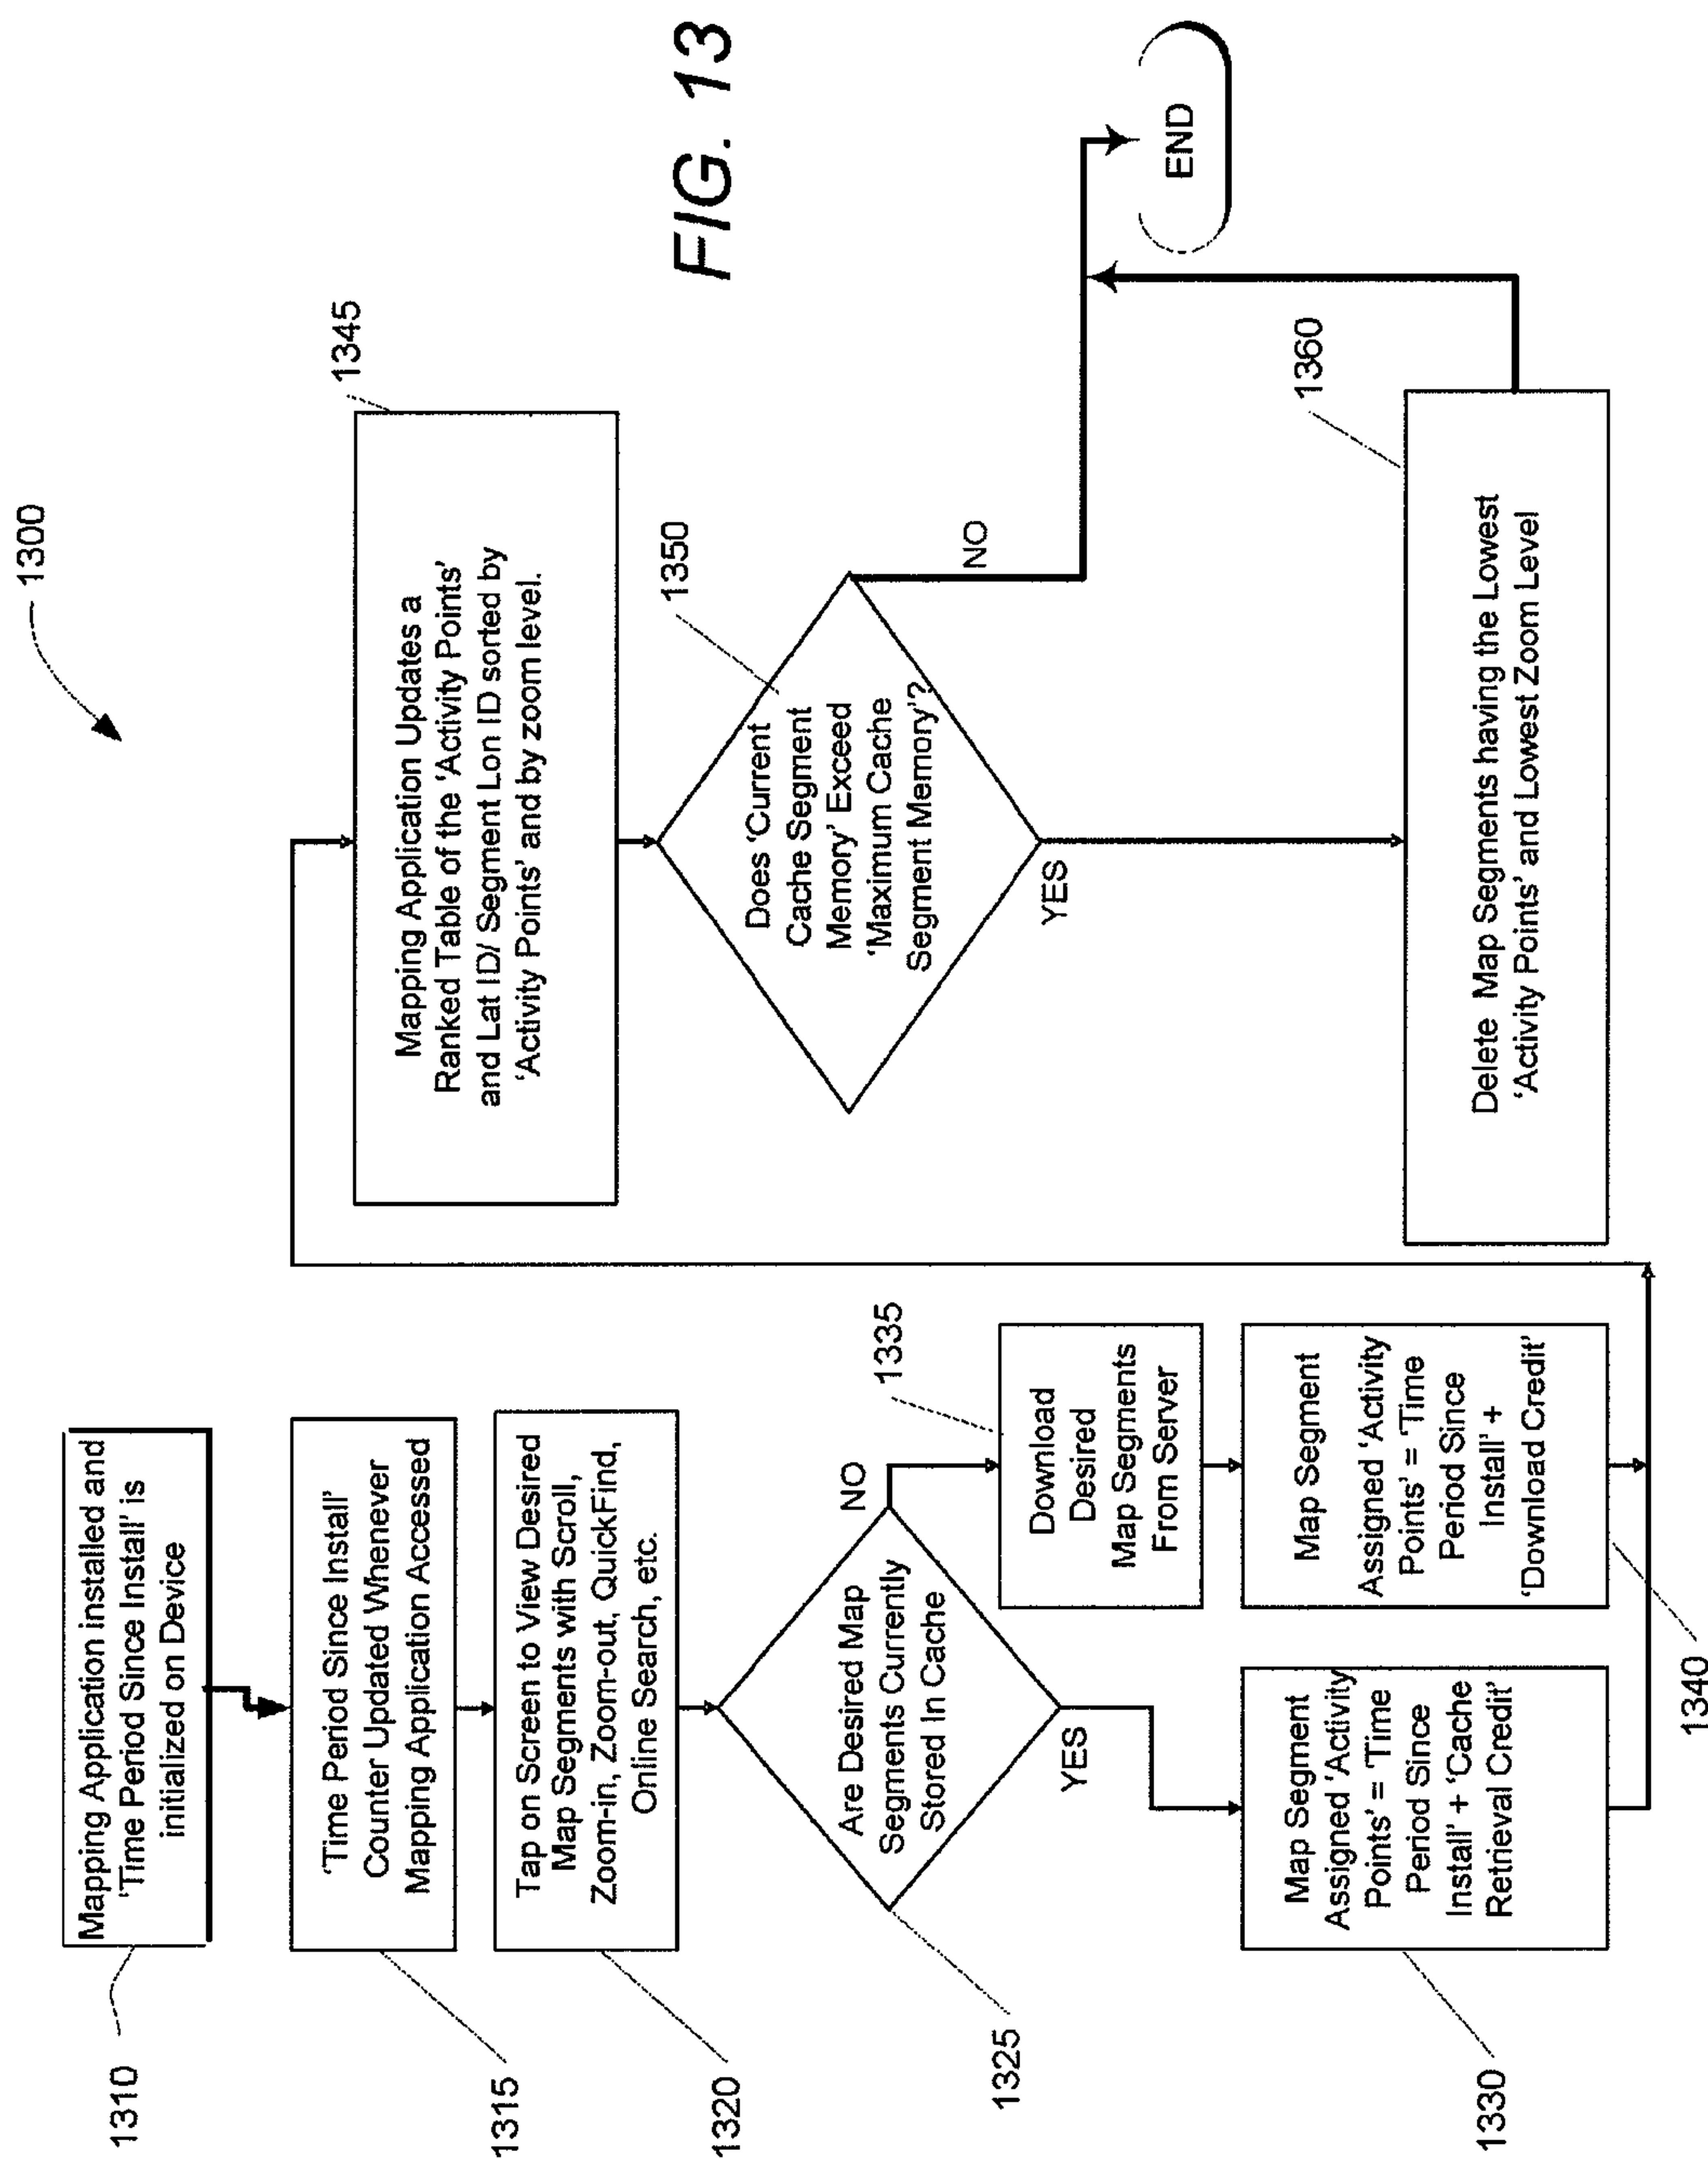 1300
Mapping Application installed and
'Time Period Since Install' is
initialized on Device
1310
'Time Period Since Install'
Counter Updated Whenever
Mapping Application Accessed
1315
Tap on Screen to View Desired
Map Segments with Scroll,
Zoom-in, Zoom-out, QuickFind,
Online Search, etc.
1320
Are Desired Map
Segments Currently
Stored In Cache
1325
NO
YES
Download
Desired
Map Segments
From Server
1335
Map Segment
Assigned 'Activity
Points' = 'Time
Period Since
Install' + 'Cache
Retrieval Credit'
1330
Map Segment
Assigned 'Activity
Points' = 'Time
Period Since
Install' +
'Download Credit'
1340
Mapping Application Updates a
Ranked Table of the 'Activity Points'
and Lat ID/ Segment Lon ID sorted by
'Activity Points' and by zoom level.
1345
Does 'Current
Cache Segment
Memory' Exceed
'Maximum Cache
Segment Memory'?
1350
NO
YES
Delete Map Segments having the Lowest
'Activity Points' and Lowest Zoom Level
1360
END
FIG. 13